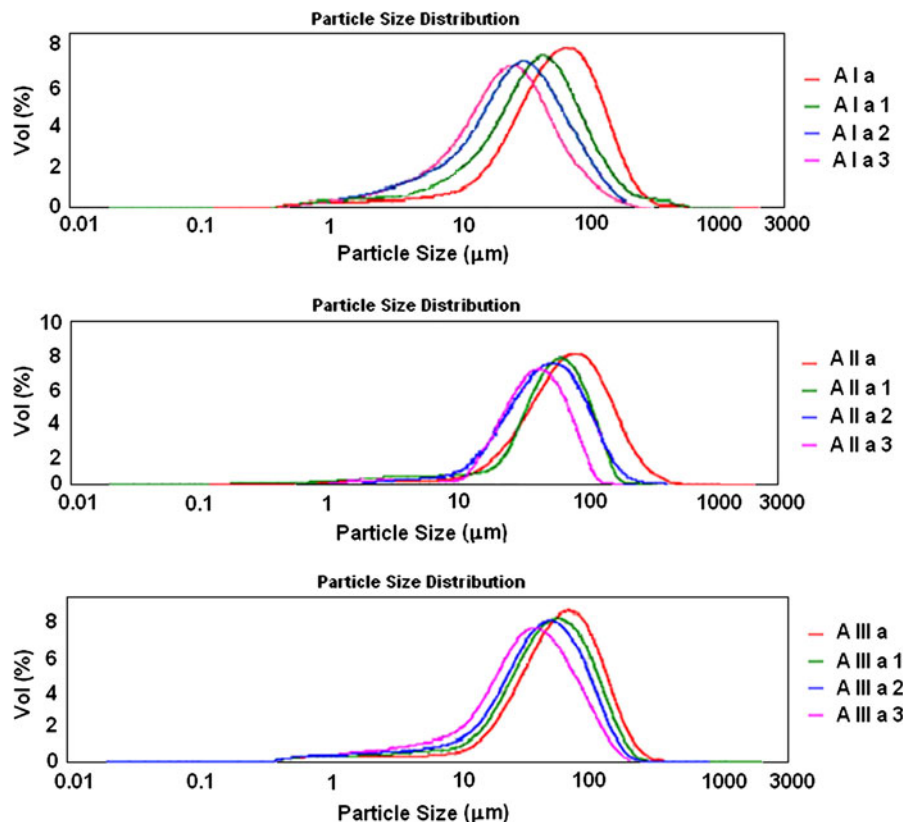 Particle Size Distribution
Vol (%)
8
6
4
2
0
0.01 0.1 1 10 100 1000 3000
Particle Size (μm)
A I a
A I a 1
A I a 2
A I a 3
Particle Size Distribution
Vol (%)
10
8
6
4
2
0
0.01 0.1 1 10 100 1000 3000
Particle Size (μm)
A II a
A II a 1
A II a 2
A II a 3
Particle Size Distribution
Vol (%)
8
6
4
2
0
0.01 0.1 1 10 100 1000 3000
Particle Size (μm)
A III a
A III a 1
A III a 2
A III a 3